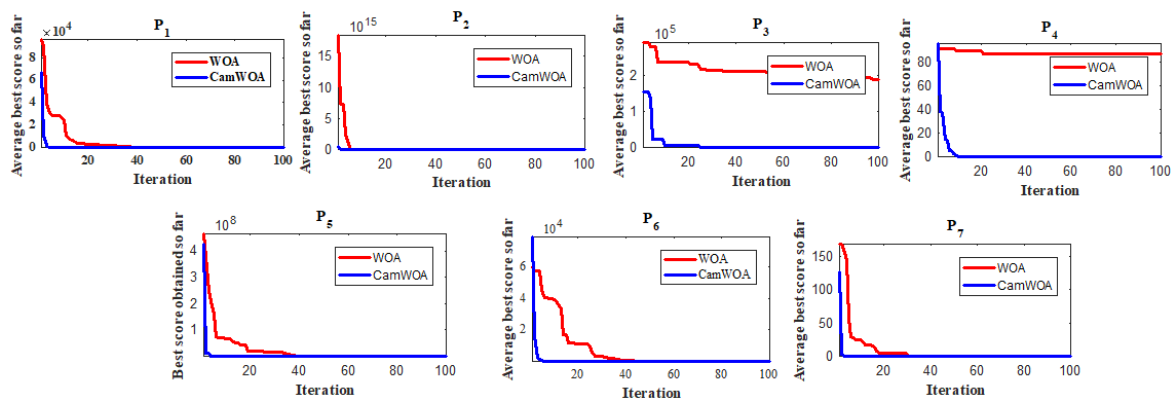 P1
× 10^4
Average best score so far
8
6
4
2
0
WOA
CamWOA
20
40
60
80
100
Iteration
P2
10^15
Average best score so far
15
10
5
0
WOA
CamWOA
20
40
60
80
100
Iteration
P3
10^5
Average best score so far
2
1
0
WOA
CamWOA
20
40
60
80
100
Iteration
P4
Average best score so far
80
60
40
20
0
WOA
CamWOA
20
40
60
80
100
Iteration
P5
10^8
Best score obtained so far
4
3
2
1
WOA
CamWOA
20
40
60
80
100
Iteration
P6
10^4
Average best score so far
6
4
2
WOA
CamWOA
20
40
60
80
100
Iteration
P7
Average best score so far
150
100
50
0
WOA
CamWOA
20
40
60
80
100
Iteration